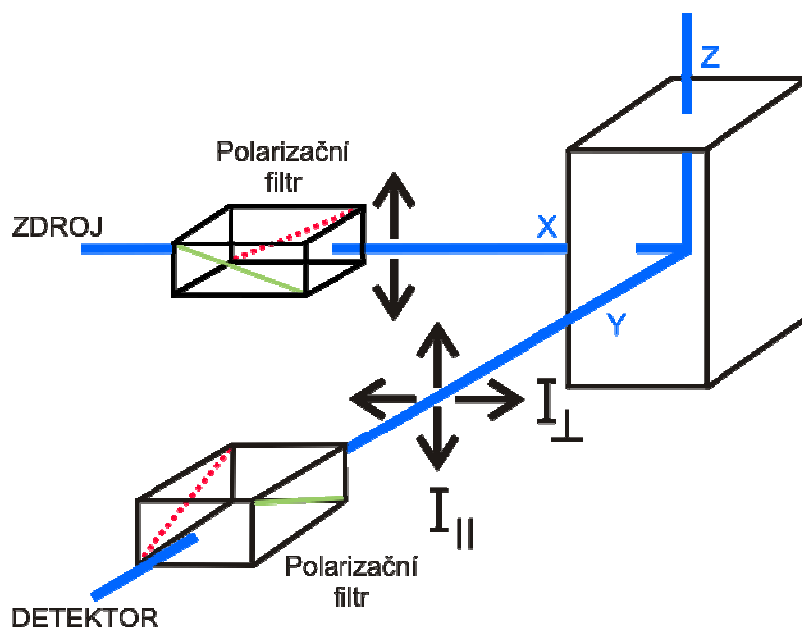 Z
Polarizační
filtr
ZDROJ
X
Y
I⊥
I||
Polarizační
filtr
DETEKTOR